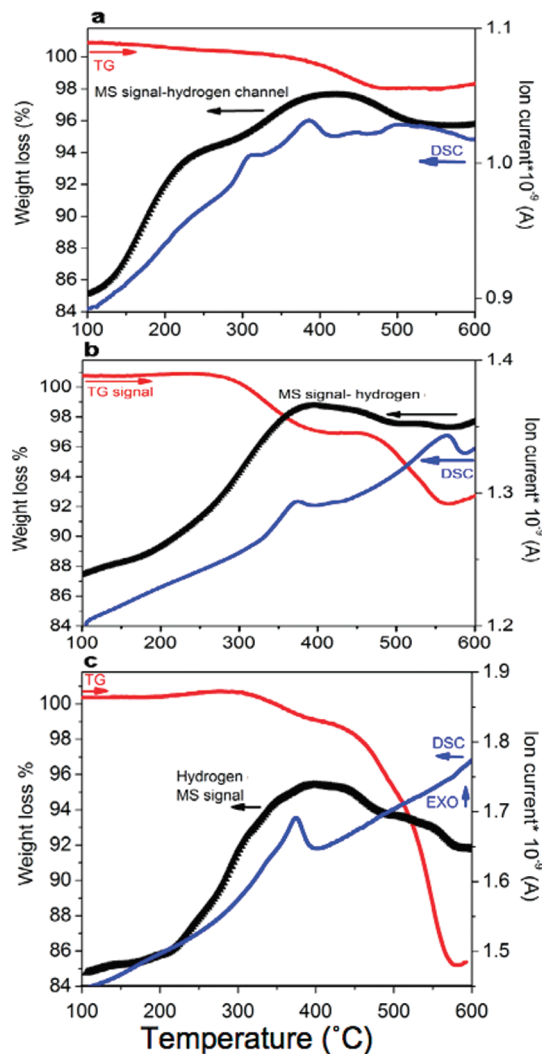 a
100
98
96
94
92
90
88
86
84
Weight loss (%)
TG
MS signal-hydrogen channel
DSC
1.1
1.0
0.9
Ion current*10⁻⁹ (A)
100 200 300 400 500 600
b
100
98
96
94
92
90
88
86
84
Weight loss %
TG signal
MS signal- hydrogen
DSC
1.4
1.3
1.2
Ion current* 10⁻⁹ (A)
100 200 300 400 500 600
c
100
98
96
94
92
90
88
86
84
Weight loss %
TG
Hydrogen
MS signal
DSC
EXO
1.9
1.8
1.7
1.6
1.5
Ion current*10⁻⁹ (A)
100 200 300 400 500 600
Temperature (˚C)